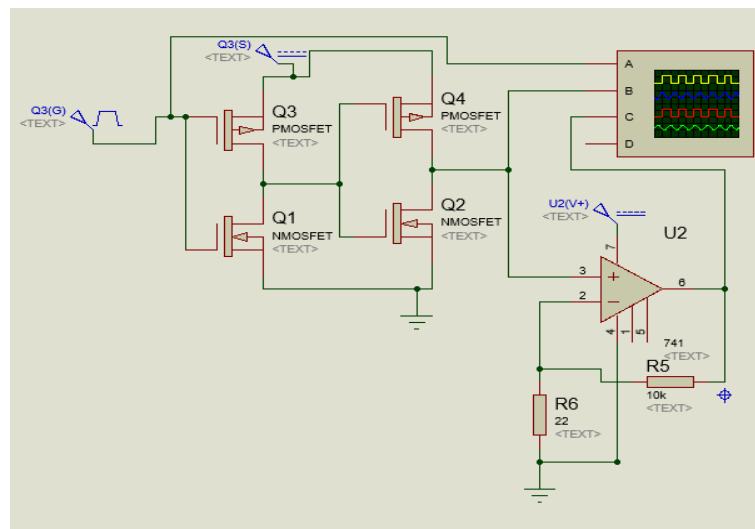 Q3(S)
<TEXT>
Q3(G)
<TEXT>
Q3
PMOSFET
<TEXT>
Q4
PMOSFET
<TEXT>
A
B
C
D
Q1
NMOSFET
<TEXT>
Q2
NMOSFET
<TEXT>
U2(V+)
<TEXT>
U2
7
3
2
6
4
1
5
741
<TEXT>
R5
10k
<TEXT>
R6
22
<TEXT>